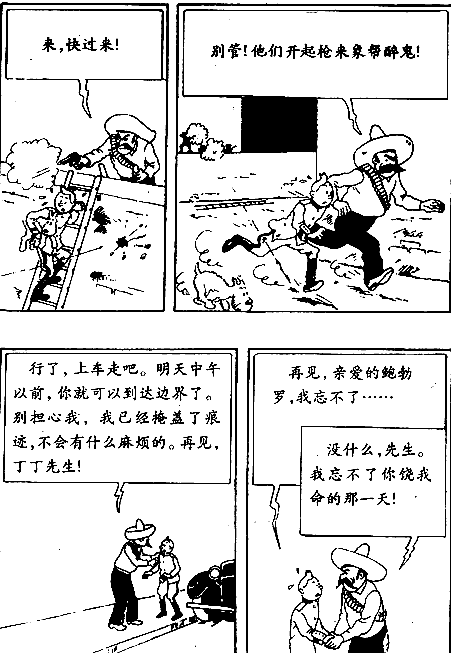 来,快过来!
别管!他们开起枪来象帮醉鬼!
行了,上车走吧。明天中午
以前,你就可以到达边界了。
别担心我,我已经掩盖了痕
迹,不会有什么麻烦的。再见,
丁丁先生!
再见,亲爱的鲍勃
罗,我忘不了……
没什么,先生。
我忘不了你饶我
命的那一天!